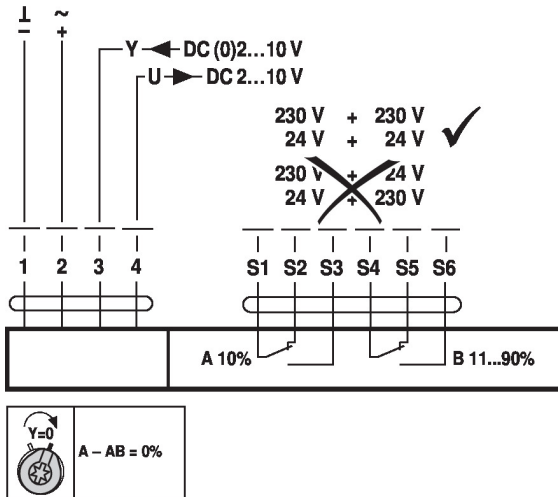 ⊥ ~
– +
Y DC (0)2...10 V
U DC 2...10 V
230 V + 230 V
24 V + 24 V
230 V + 24 V
24 V + 230 V
1 2 3 4 S1 S2 S3 S4 S5 S6
A 10% B 11...90%
Y=0
A – AB = 0%